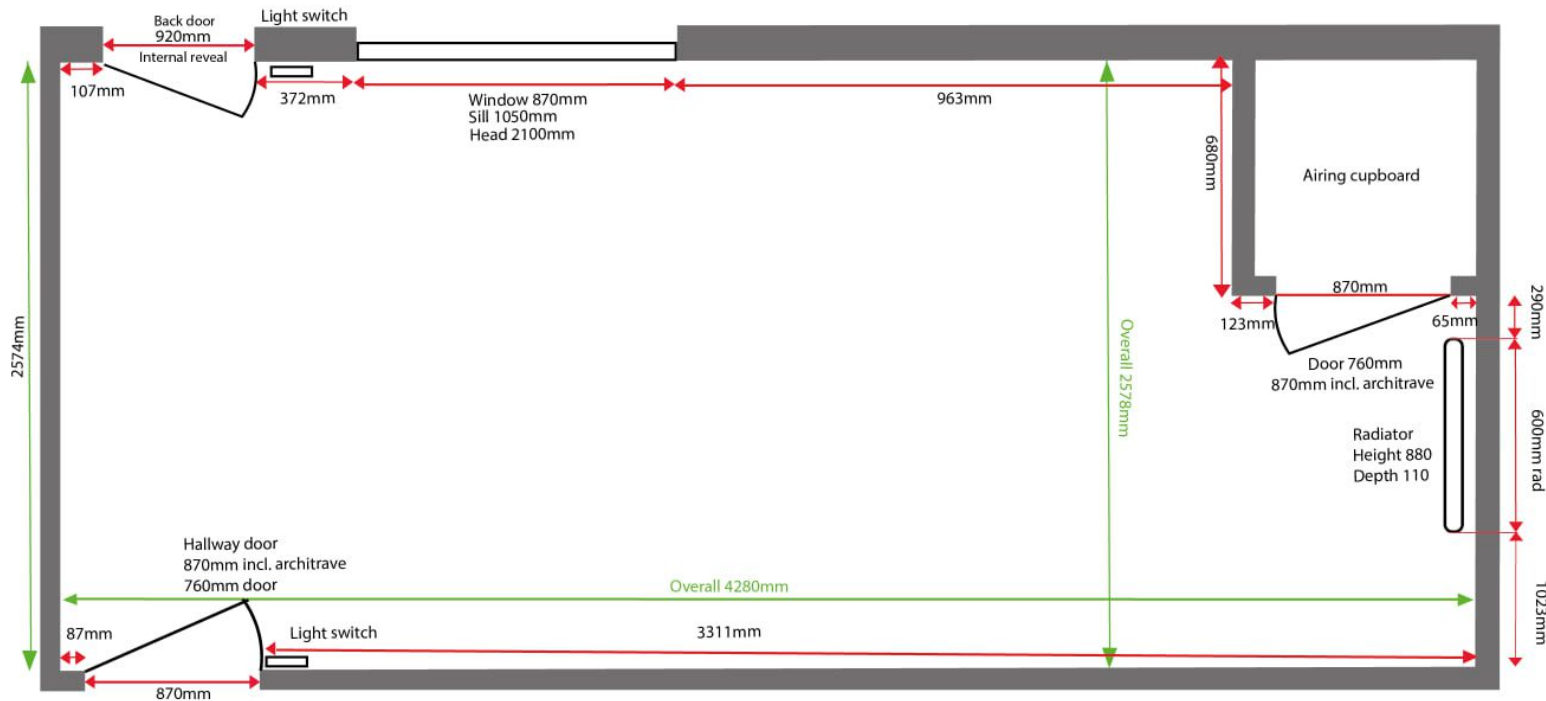 Back door
920mm
Internal reveal
Light switch
107mm
372mm
Window 870mm
Sill 1050mm
Head 2100mm
963mm
680mm
Airing cupboard
870mm
123mm
65mm
290mm
Door 760mm
870mm incl. architrave
2574mm
Overall 2578mm
600mm rad
Radiator
Height 880
Depth 110
Hallway door
870mm incl. architrave
760mm door
Overall 4280mm
1023mm
87mm
Light switch
3311mm
870mm